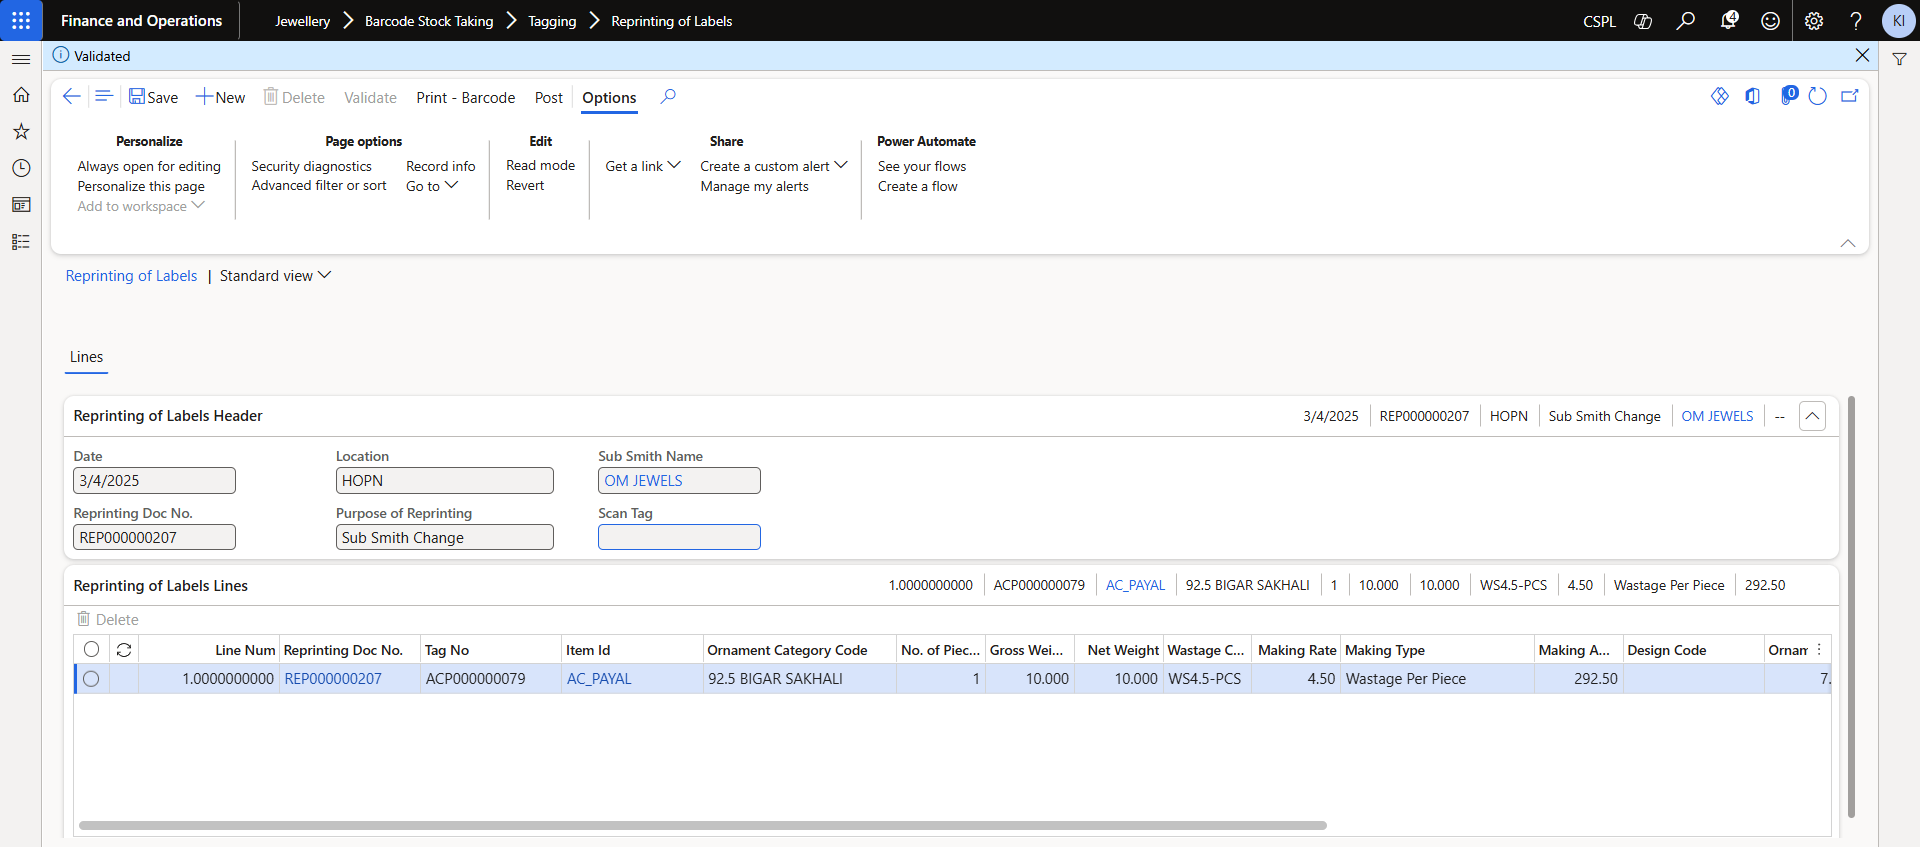 Finance and Operations Jewellery Barcode Stock Taking Tagging Reprinting of Labels CSPL 4 KI
Validated
Save New Delete Validate Print - Barcode Post Options 0
Personalize Page options Edit Share Power Automate
Always open for editing Security diagnostics Record info Read mode Get a link Create a custom alert See your flows
Personalize this page Advanced filter or sort Go to Revert Manage my alerts Create a flow
Add to workspace
Reprinting of Labels | Standard view
Lines
Reprinting of Labels Header 3/4/2025 REP000000207 HOPN Sub Smith Change OM JEWELS --
Date Location Sub Smith Name
3/4/2025 HOPN OM JEWELS
Reprinting Doc No. Purpose of Reprinting Scan Tag
REP000000207 Sub Smith Change
Reprinting of Labels Lines 1.0000000000 ACP000000079 AC_PAYAL 92.5 BIGAR SAKHALI 1 10.000 10.000 WS4.5-PCS 4.50 Wastage Per Piece 292.50
Delete
Line Num Reprinting Doc No. Tag No Item Id Ornament Category Code No. of Piec... Gross Wei... Net Weight Wastage C... Making Rate Making Type Making A... Design Code Ornam
1.0000000000 REP000000207 ACP000000079 AC_PAYAL 92.5 BIGAR SAKHALI 1 10.000 10.000 WS4.5-PCS 4.50 Wastage Per Piece 292.50 7.